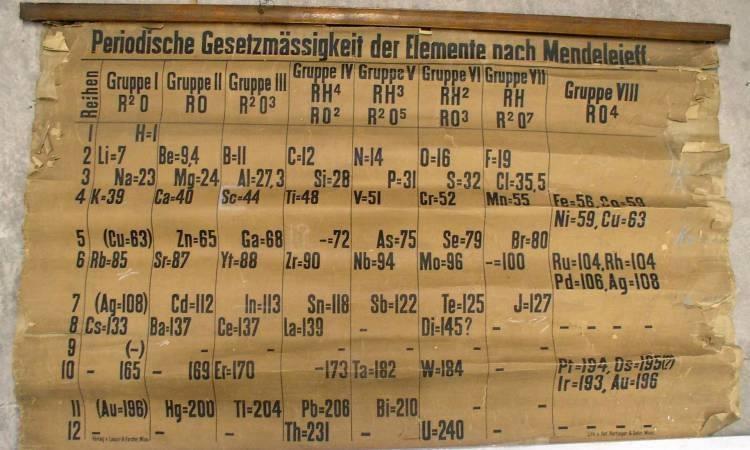 Periodische Gesetzmässigkeit der Elemente nach Mendelejeff.
Reihen Gruppe I Gruppe II Gruppe III Gruppe IV Gruppe V Gruppe VI Gruppe VII Gruppe VIII
RH⁴ RH³ RH² RH
R²O RO R²O³ RO² R²O⁵ RO³ R²O⁷ RO⁴
1 H=1
2 Li=7 Be=9,4 B=11 C=12 N=14 O=16 F=19
3 Na=23 Mg=24 Al=27,3 Si=28 P=31 S=32 Cl=35,5
4 K=39 Ca=40 Sc=44 Ti=48 V=51 Cr=52 Mn=55 Fe=56, Co=59
Ni=59, Cu=63
5 (Cu=63) Zn=65 Ga=68 -=72 As=75 Se=79 Br=80
6 Rb=85 Sr=87 Yt=88 Zr=90 Nb=94 Mo=96 -=100 Ru=104, Rh=104
Pd=106, Ag=108
7 (Ag=108) Cd=112 In=113 Sn=118 Sb=122 Te=125 J=127
8 Cs=133 Ba=137 Ce=137 La=139 - Di=145? - - - - -
9 (-) - - - - - -
10 - 165 - 169 Er=170 -173 Ta=182 W=184 - Pt=194, Os=195(?)
Ir=193, Au=196
11 (Au=196) Hg=200 Tl=204 Pb=206 Bi=210 - -
12 - - - Th=231 - U=240 - - - - -